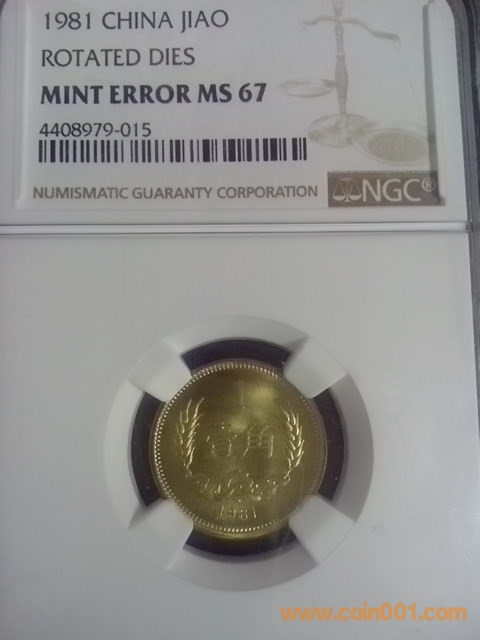 1981 CHINA JIAO
ROTATED DIES
MINT ERROR MS 67
4408979-015
NUMISMATIC GUARANTY CORPORATION
NGC®
1
壹角
1981
www.coin001.com